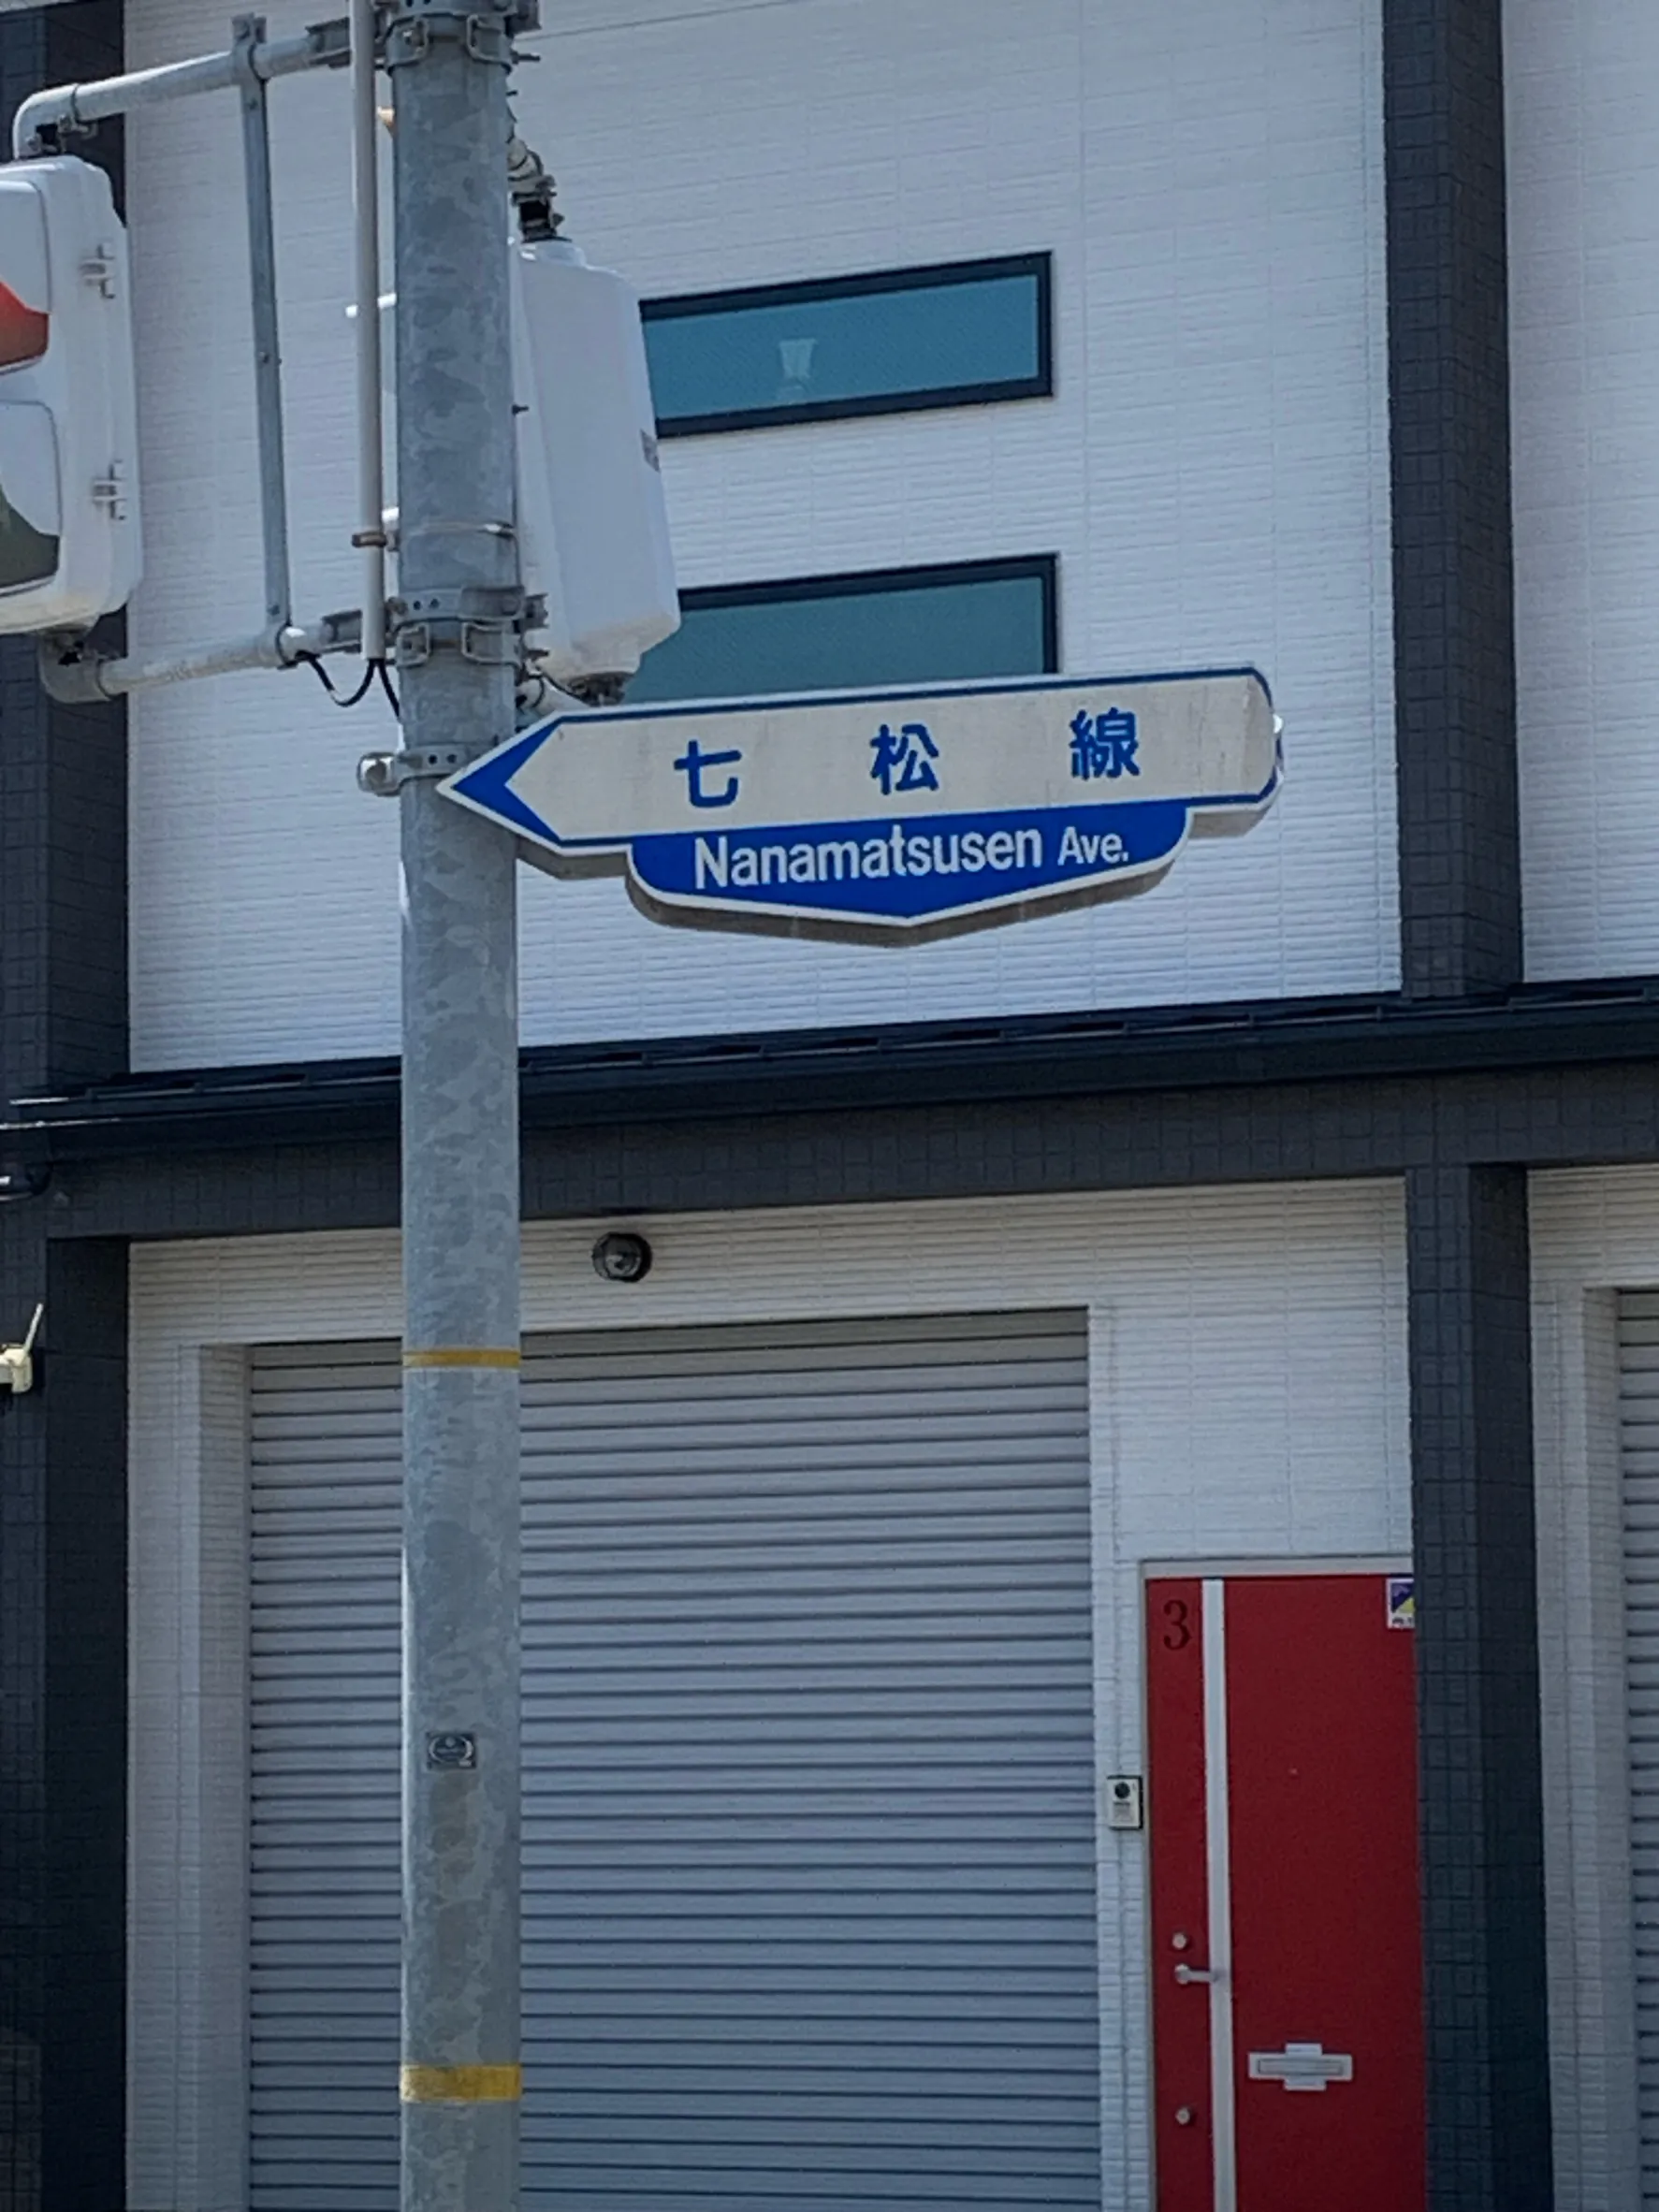 七松線
Nanamatsusen Ave.
3